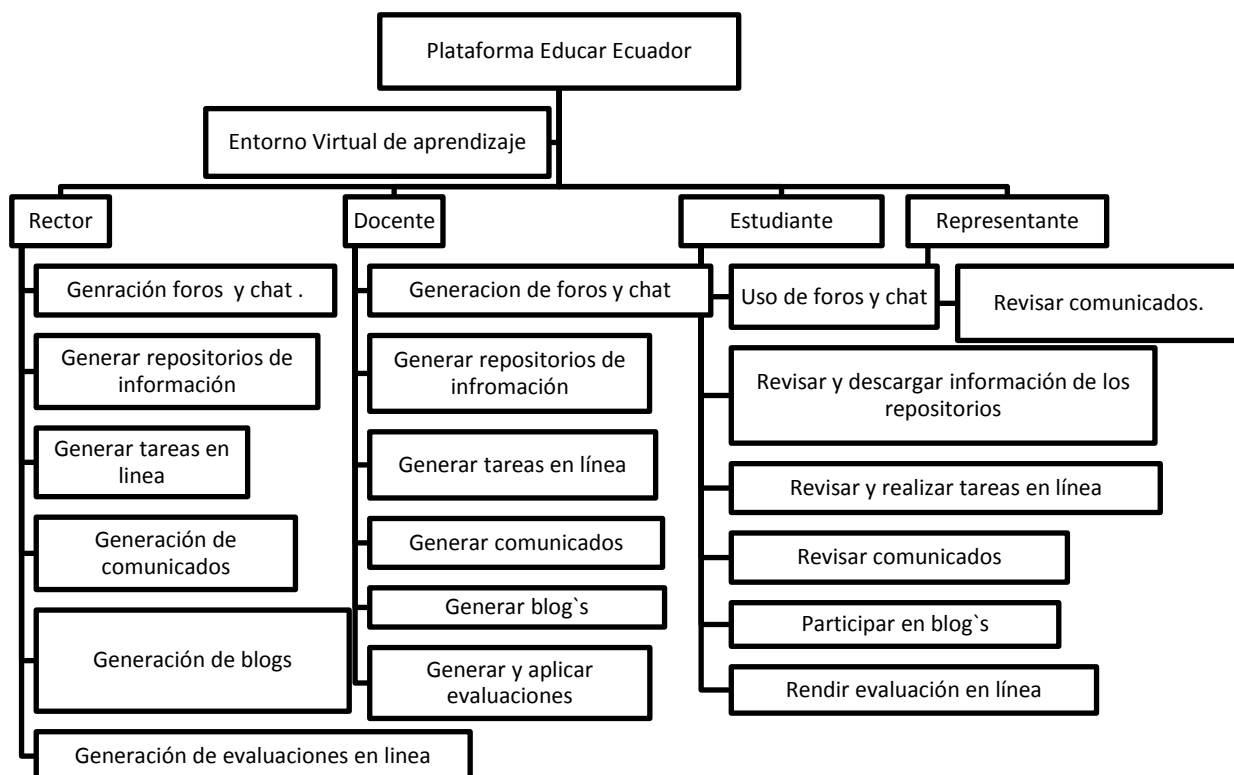 Plataforma Educar Ecuador
Entorno Virtual de aprendizaje
Rector
Genración foros y chat .
Generar repositorios de
información
Generar tareas en
linea
Generación de
comunicados
Generación de blogs
Generación de evaluaciones en linea
Docente
Generacion de foros y chat
Generar repositorios de
infromación
Generar tareas en línea
Generar comunicados
Generar blog`s
Generar y aplicar
evaluaciones
Estudiante
Uso de foros y chat
Revisar y descargar información de los
repositorios
Revisar y realizar tareas en línea
Revisar comunicados
Participar en blog`s
Rendir evaluación en línea
Representante
Revisar comunicados.